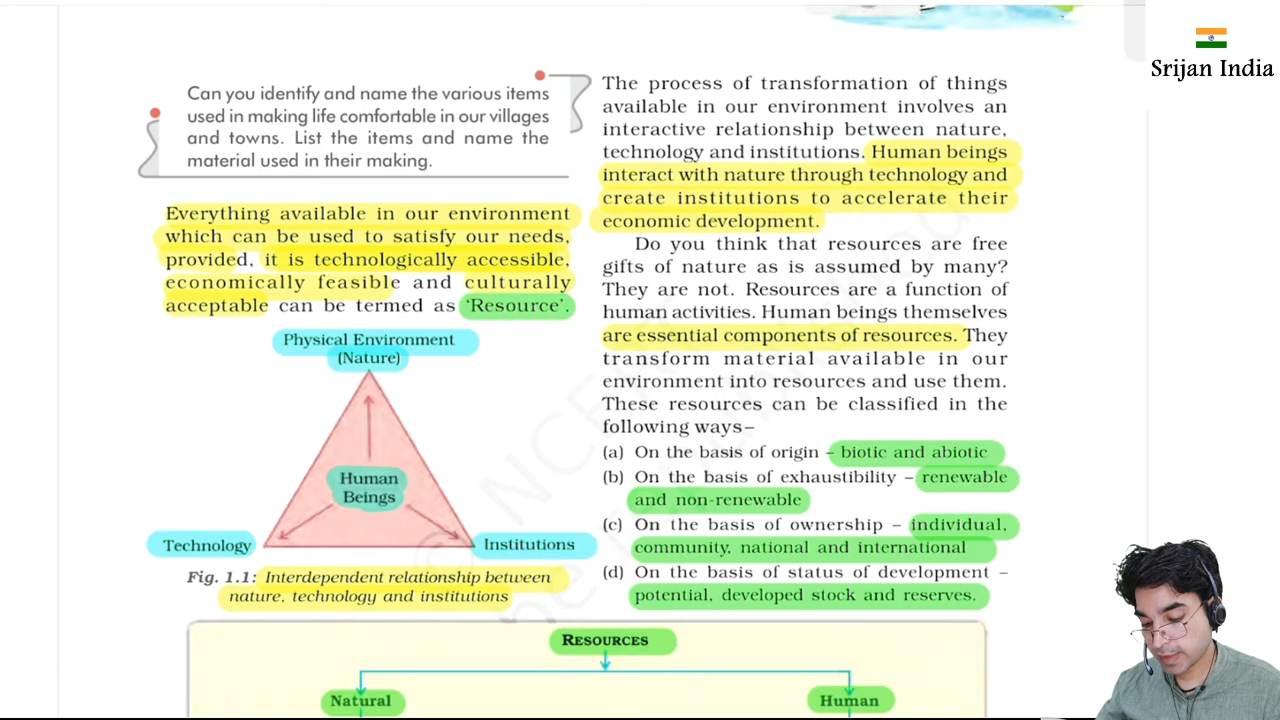 Srijan India
Can you identify and name the various items
used in making life comfortable in our villages
and towns. List the items and name the
material used in their making.
Everything available in our environment
which can be used to satisfy our needs,
provided, it is technologically accessible,
economically feasible and culturally
acceptable can be termed as ‘Resource’.
Physical Environment
(Nature)
Human
Beings
Technology
Institutions
Fig. 1.1: Interdependent relationship between
nature, technology and institutions
The process of transformation of things
available in our environment involves an
interactive relationship between nature,
technology and institutions. Human beings
interact with nature through technology and
create institutions to accelerate their
economic development.
Do you think that resources are free
gifts of nature as is assumed by many?
They are not. Resources are a function of
human activities. Human beings themselves
are essential components of resources. They
transform material available in our
environment into resources and use them.
These resources can be classified in the
following ways–
(a) On the basis of origin – biotic and abiotic
(b) On the basis of exhaustibility – renewable
and non-renewable
(c) On the basis of ownership – individual,
community, national and international
(d) On the basis of status of development –
potential, developed stock and reserves.
RESOURCES
Natural
Human